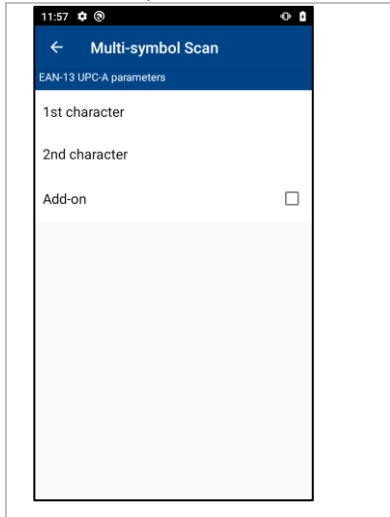 11:57
Multi-symbol Scan
EAN-13 UPC-A parameters
1st character
2nd character
Add-on